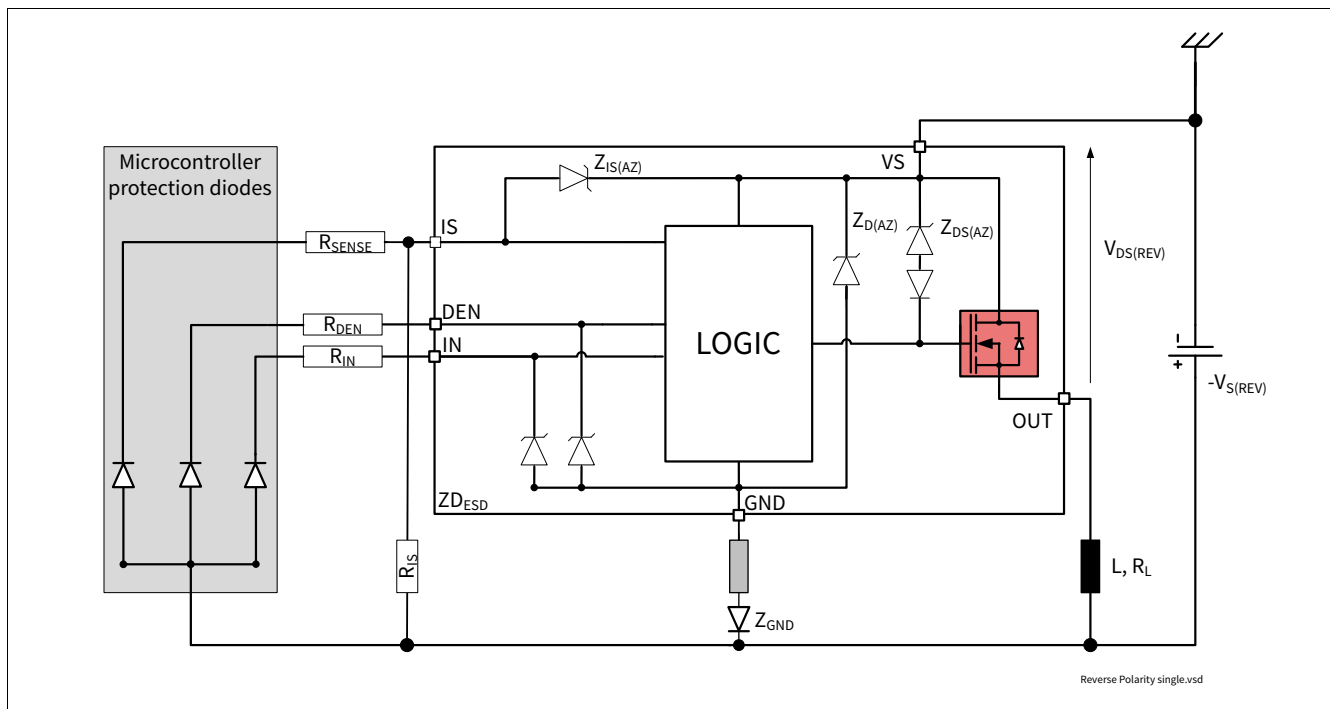 Microcontroller
protection diodes
VS
Z_IS(AZ)
IS
R_SENSE
Z_D(AZ)
Z_DS(AZ)
V_DS(REV)
DEN
R_DEN
IN
R_IN
LOGIC
-
+
-V_S(REV)
OUT
ZD_ESD
GND
R_IS
L, R_L
Z_GND
Reverse Polarity single.vsd